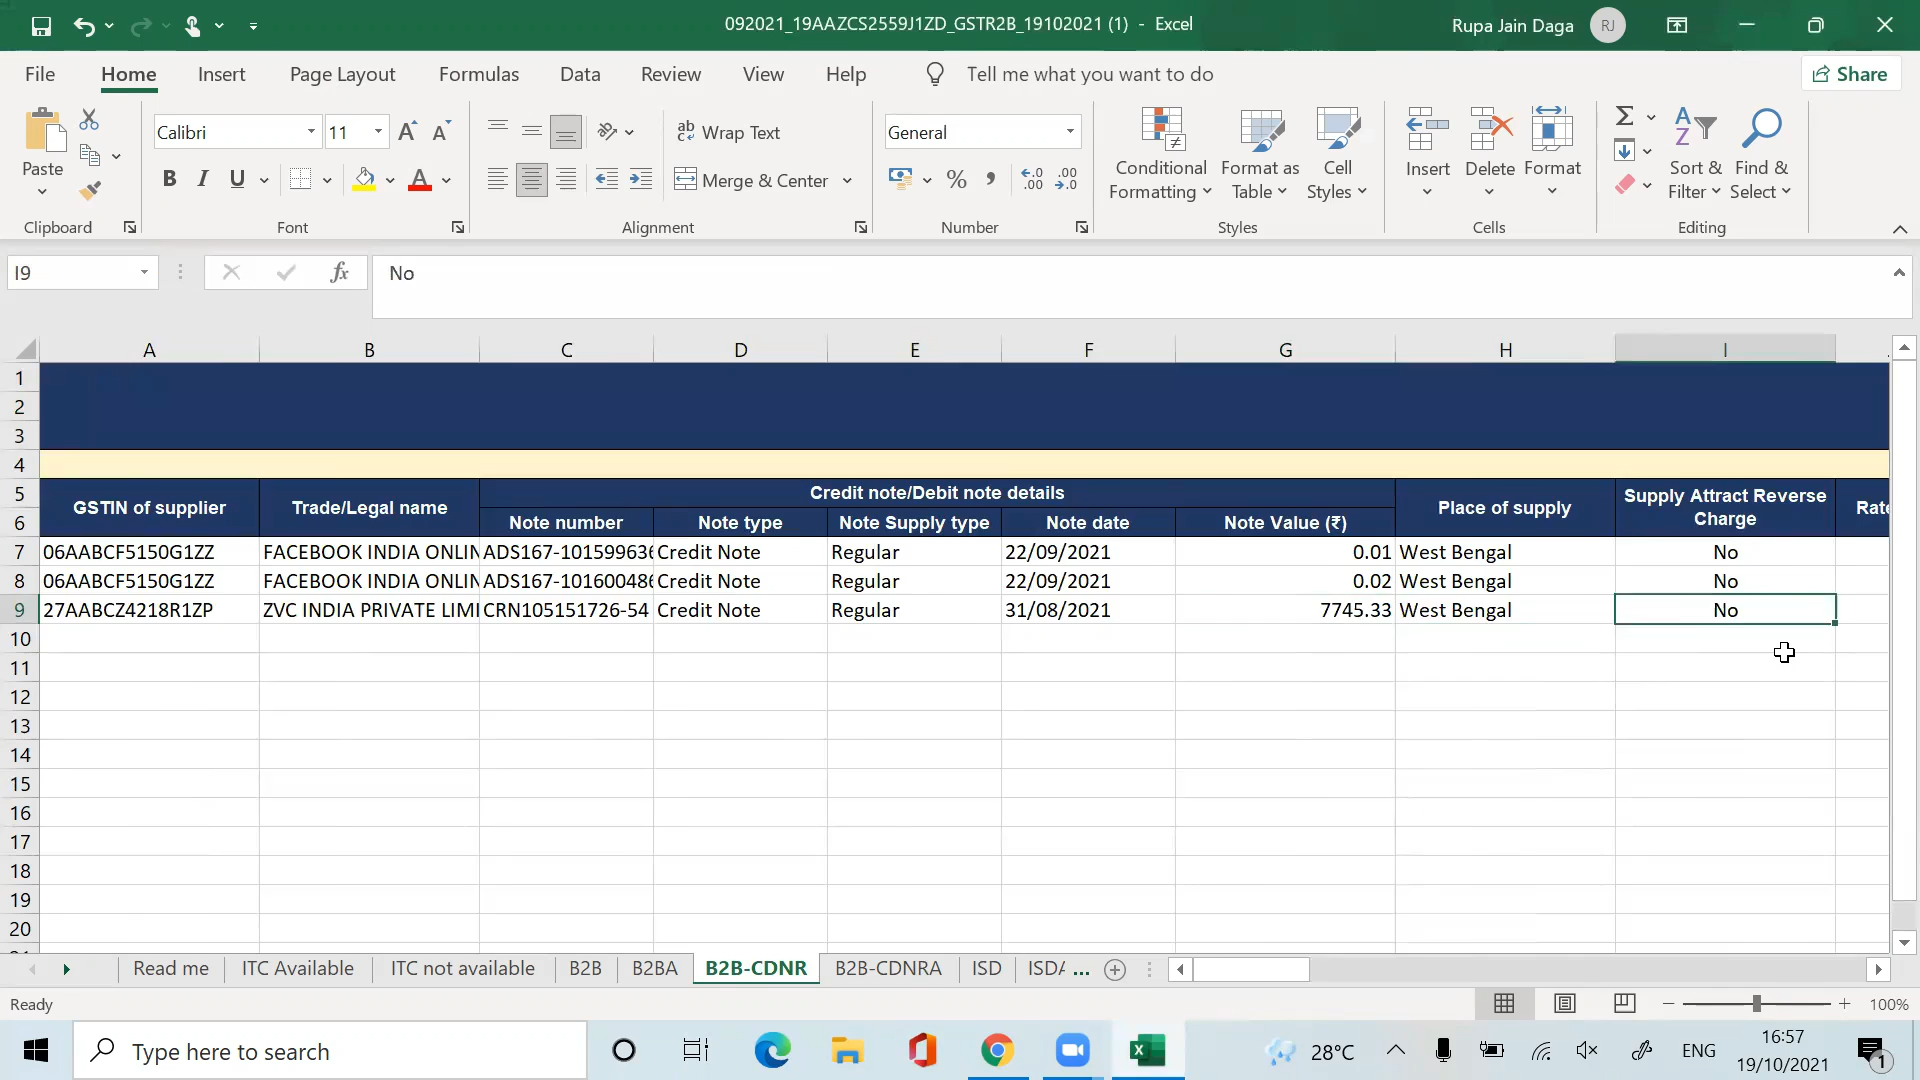 092021_19AAZCS2559J1ZD_GSTR2B_19102021 (1) - Excel
Rupa Jain Daga RJ
File Home Insert Page Layout Formulas Data Review View Help Tell me what you want to do Share
Paste
Clipboard
Calibri 11
B I U
Font
Wrap Text
Merge & Center
Alignment
General
Number
Conditional Formatting
Format as Table
Cell Styles
Styles
Insert Delete Format
Cells
Sort & Filter
Find & Select
Editing
I9 fx No
A B C D E F G H I
1
2
3
4
5 GSTIN of supplier Trade/Legal name Credit note/Debit note details Place of supply Supply Attract Reverse Charge Rate
6 Note number Note type Note Supply type Note date Note Value (₹)
7 06AABCF5150G1ZZ FACEBOOK INDIA ONLIN ADS167-101599636 Credit Note Regular 22/09/2021 0.01 West Bengal No
8 06AABCF5150G1ZZ FACEBOOK INDIA ONLIN ADS167-101600486 Credit Note Regular 22/09/2021 0.02 West Bengal No
9 27AABCZ4218R1ZP ZVC INDIA PRIVATE LIMI CRN105151726-54 Credit Note Regular 31/08/2021 7745.33 West Bengal No
10
11
12
13
14
15
16
17
18
19
20
Read me ITC Available ITC not available B2B B2BA B2B-CDNR B2B-CDNRA ISD ISDA ...
Ready 100%
Type here to search 28°C ENG 16:57
19/10/2021 1